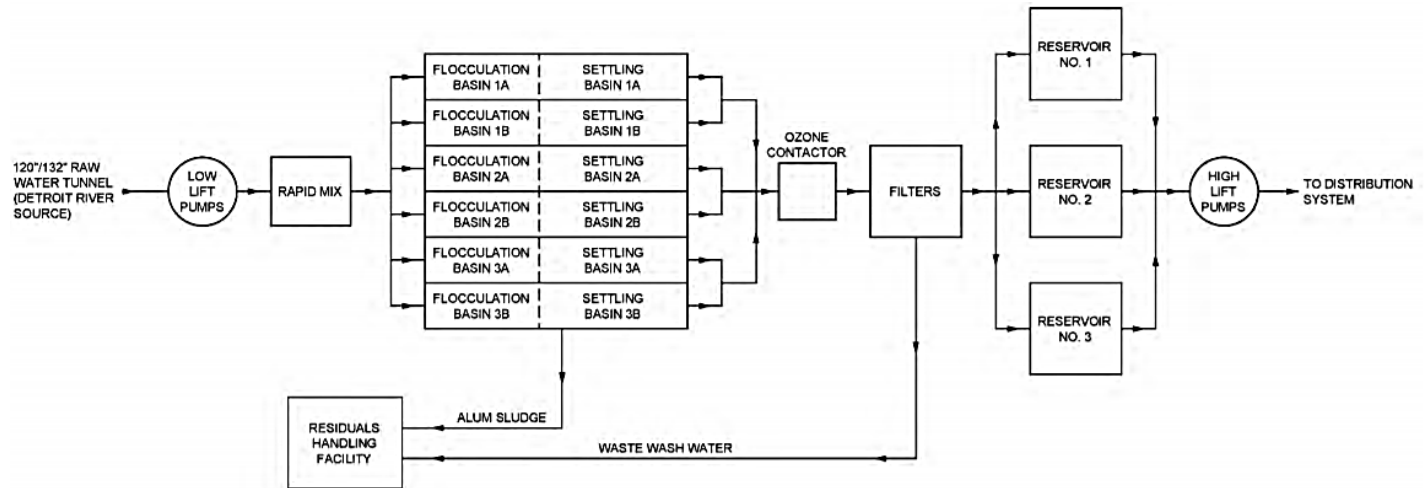 120"/132" RAW
WATER TUNNEL
(DETROIT RIVER
SOURCE)
LOW
LIFT
PUMPS
RAPID MIX
FLOCCULATION
BASIN 1A
SETTLING
BASIN 1A
FLOCCULATION
BASIN 1B
SETTLING
BASIN 1B
FLOCCULATION
BASIN 2A
SETTLING
BASIN 2A
FLOCCULATION
BASIN 2B
SETTLING
BASIN 2B
FLOCCULATION
BASIN 3A
SETTLING
BASIN 3A
FLOCCULATION
BASIN 3B
SETTLING
BASIN 3B
OZONE
CONTACTOR
FILTERS
RESERVOIR
NO. 1
RESERVOIR
NO. 2
RESERVOIR
NO. 3
HIGH
LIFT
PUMPS
TO DISTRIBUTION
SYSTEM
RESIDUALS
HANDLING
FACILITY
ALUM SLUDGE
WASTE WASH WATER